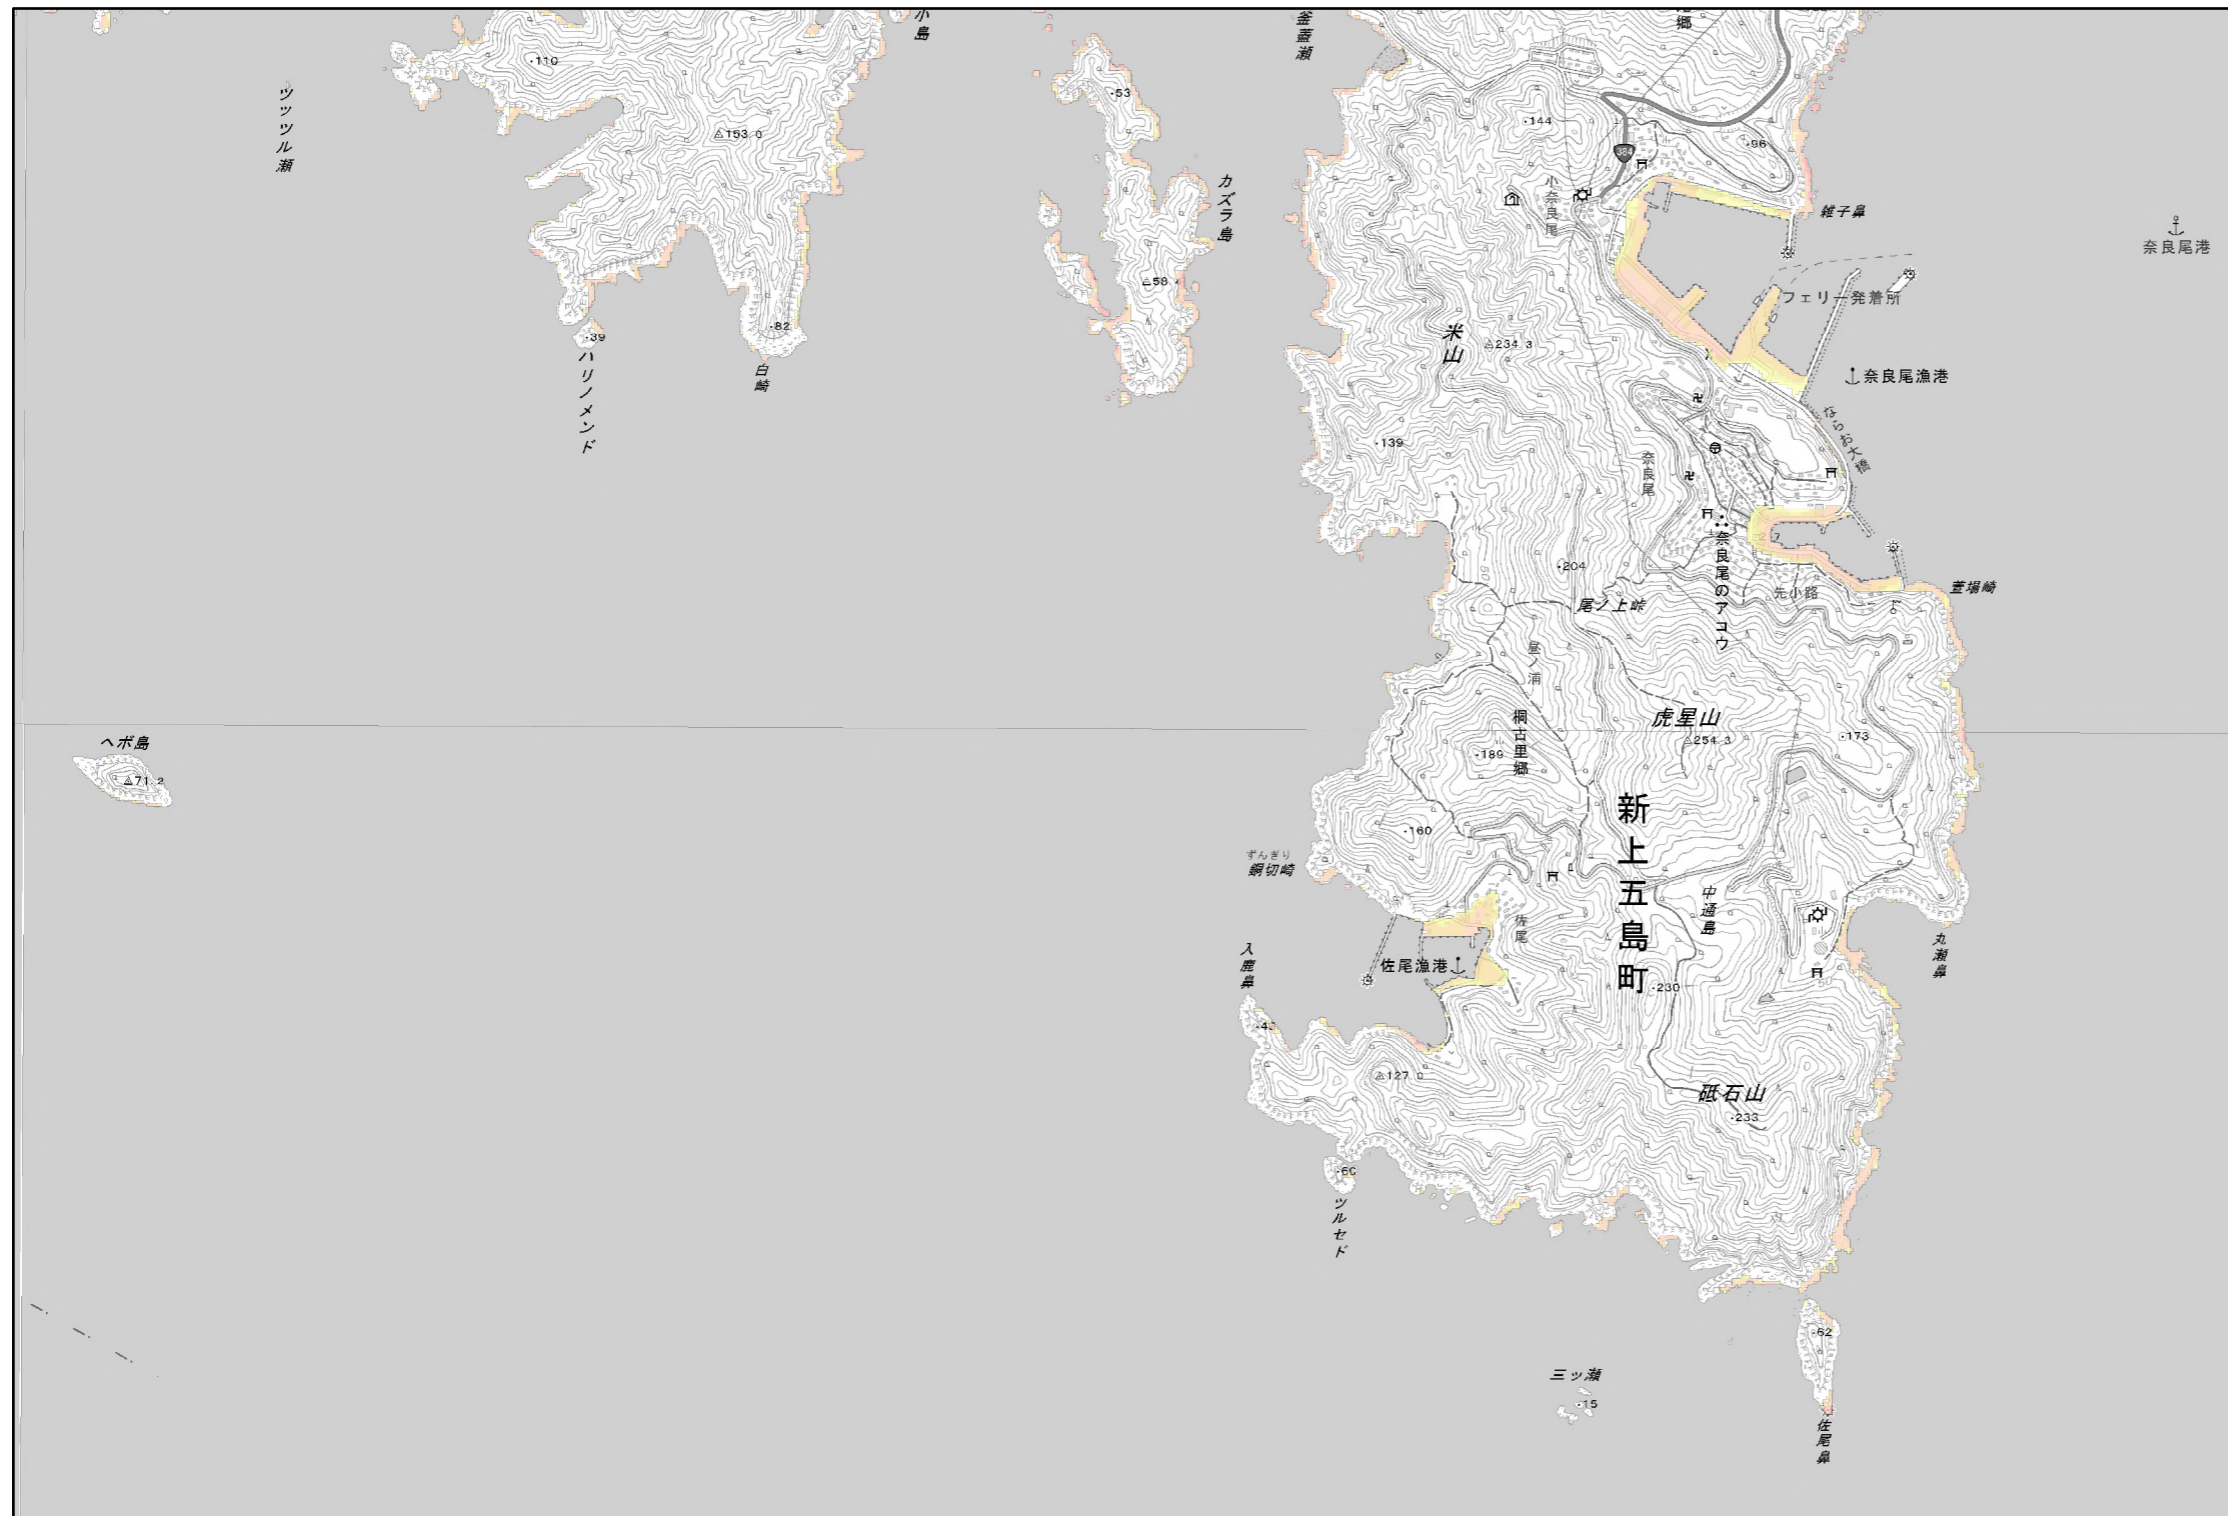 小島
釜蓋瀬
郷
・110
ツッツル瀬
・53
△153.0
・144
384
・96
カズラ島
小奈良尾
雉子鼻
奈良尾港
60
△58.
フェリー発着所
・82
・39
米山
△234.3
白崎
ハリノメンド
奈良尾漁港
ならお大橋
・139
奈良尾
奈良尾のアコウ
・204
50
尾ノ上峠
先小路
萱場崎
昼ノ浦
桐古里郷
虎星山
△254.3
・173
・189
ヘボ島
△71.2
新上五島町
・160
ずんぎり
銅切崎
中通島
佐尾
丸瀬鼻
入鹿鼻
佐尾漁港
・230
50
△127.0
砥石山
・233
ツルセド
・62
三ッ瀬
・15
佐尾鼻